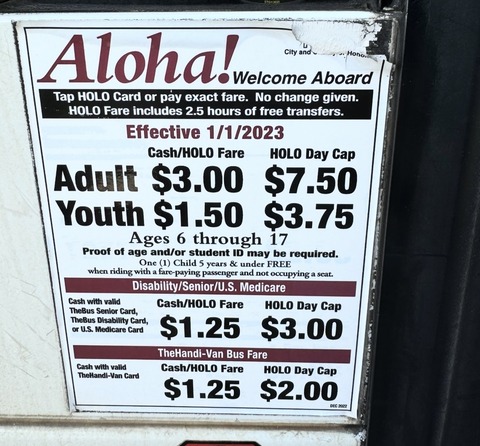 Aloha! Welcome Aboard
City and
Tap HOLO Card or pay exact fare. No change given.
HOLO Fare includes 2.5 hours of free transfers.
Effective 1/1/2023
Cash/HOLO Fare HOLO Day Cap
Adult $3.00 $7.50
Youth $1.50 $3.75
Ages 6 through 17
Proof of age and/or student ID may be required.
One (1) Child 5 years & under FREE
when riding with a fare-paying passenger and not occupying a seat.
Disability/Senior/U.S. Medicare
Cash with valid
TheBus Senior Card,
TheBus Disability Card,
or U.S. Medicare Card
Cash/HOLO Fare HOLO Day Cap
$1.25 $3.00
TheHandi-Van Bus Fare
Cash with valid
TheHandi-Van Card
Cash/HOLO Fare HOLO Day Cap
$1.25 $2.00
DEC 2022